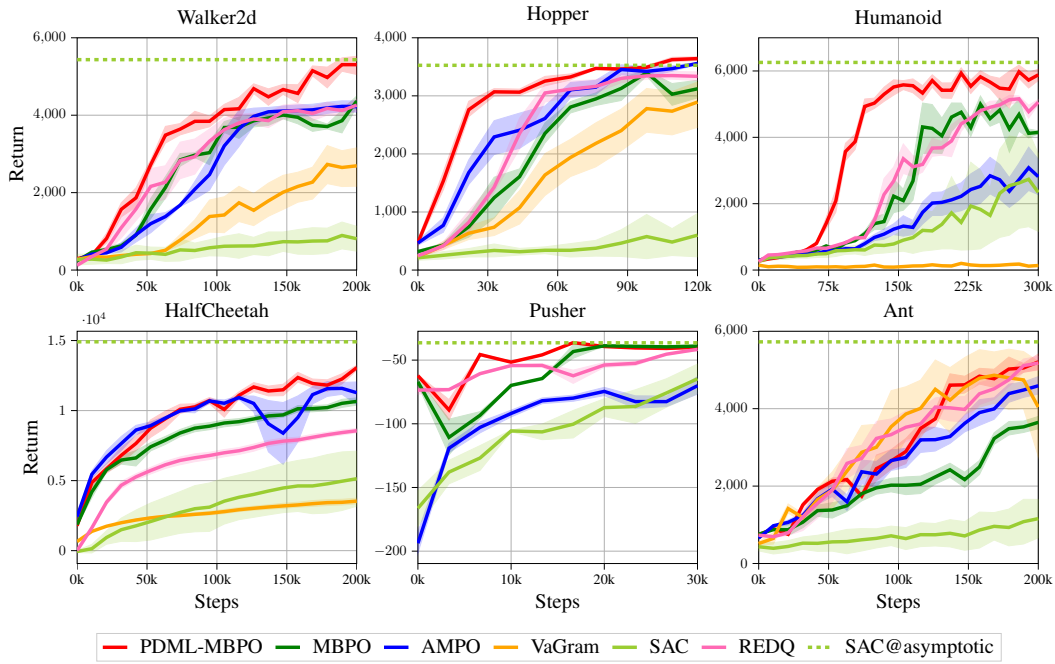 Walker2d
Hopper
Humanoid
6,000
4,000
2,000
0
Return
0k
50k
100k
150k
200k
4,000
3,000
2,000
1,000
0
0k
30k
60k
90k
120k
6,000
4,000
2,000
0
0k
75k
150k
225k
300k
HalfCheetah
Pusher
Ant
·10⁴
1.5
1
0.5
0
Return
0k
50k
100k
150k
200k
Steps
−50
−100
−150
−200
0k
10k
20k
30k
Steps
6,000
4,000
2,000
0
0k
50k
100k
150k
200k
Steps
PDML-MBPO MBPO AMPO VaGram SAC REDQ SAC@asymptotic